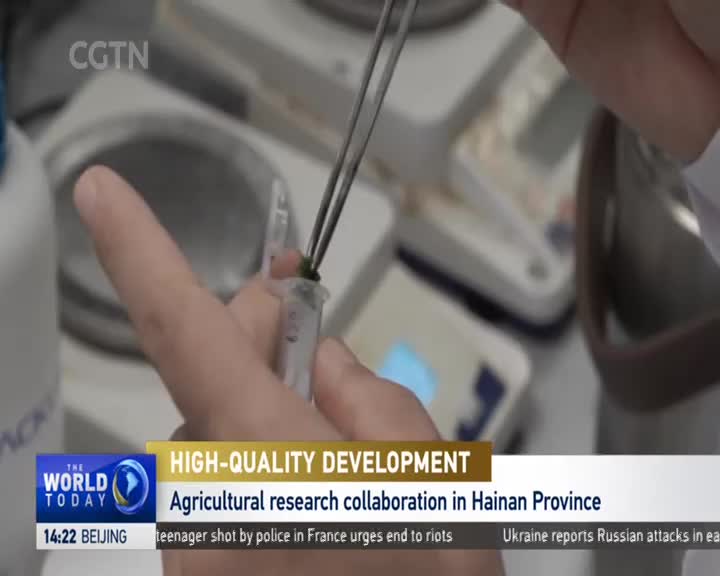 CGTN
HIGH-QUALITY DEVELOPMENT
THE
WORLD
TODAY
Agricultural research collaboration in Hainan Province
14:22 BEIJING
teenager shot by police in France urges end to riots Ukraine reports Russian attacks in ea